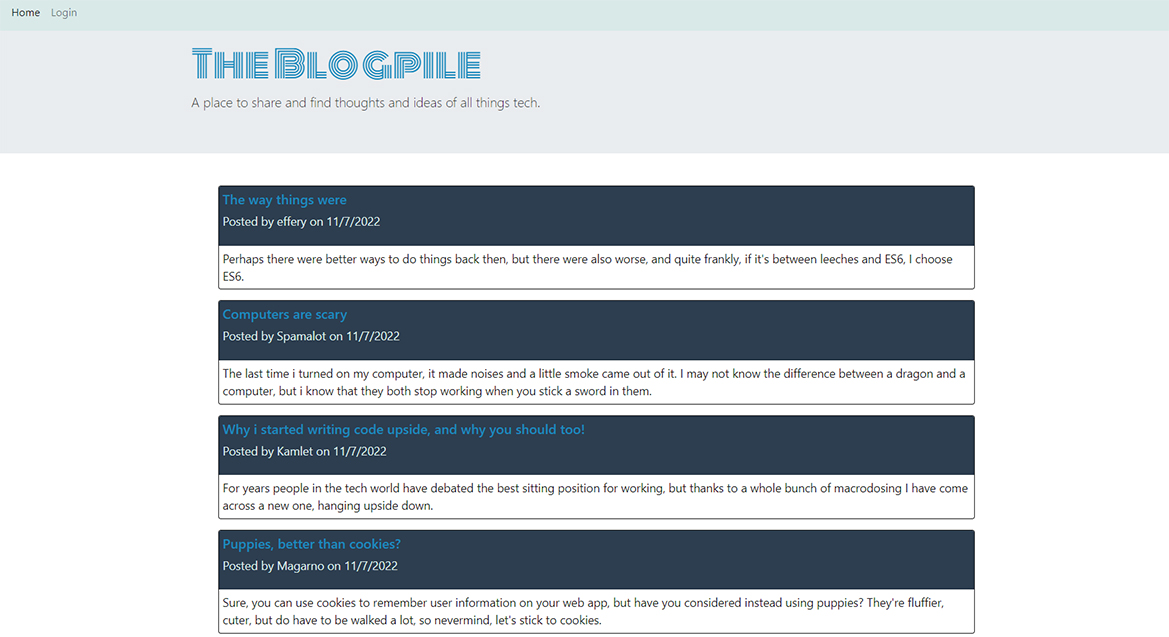 Home Login
The Blogpile
A place to share and find thoughts and ideas of all things tech.
The way things were
Posted by effery on 11/7/2022
Perhaps there were better ways to do things back then, but there were also worse, and quite frankly, if it's between leeches and ES6, I choose
ES6.
Computers are scary
Posted by Spamalot on 11/7/2022
The last time i turned on my computer, it made noises and a little smoke came out of it. I may not know the difference between a dragon and a
computer, but i know that they both stop working when you stick a sword in them.
Why i started writing code upside, and why you should too!
Posted by Kamlet on 11/7/2022
For years people in the tech world have debated the best sitting position for working, but thanks to a whole bunch of macrodosing I have come
across a new one, hanging upside down.
Puppies, better than cookies?
Posted by Magarno on 11/7/2022
Sure, you can use cookies to remember user information on your web app, but have you considered instead using puppies? They're fluffier,
cuter, but do have to be walked a lot, so nevermind, let's stick to cookies.